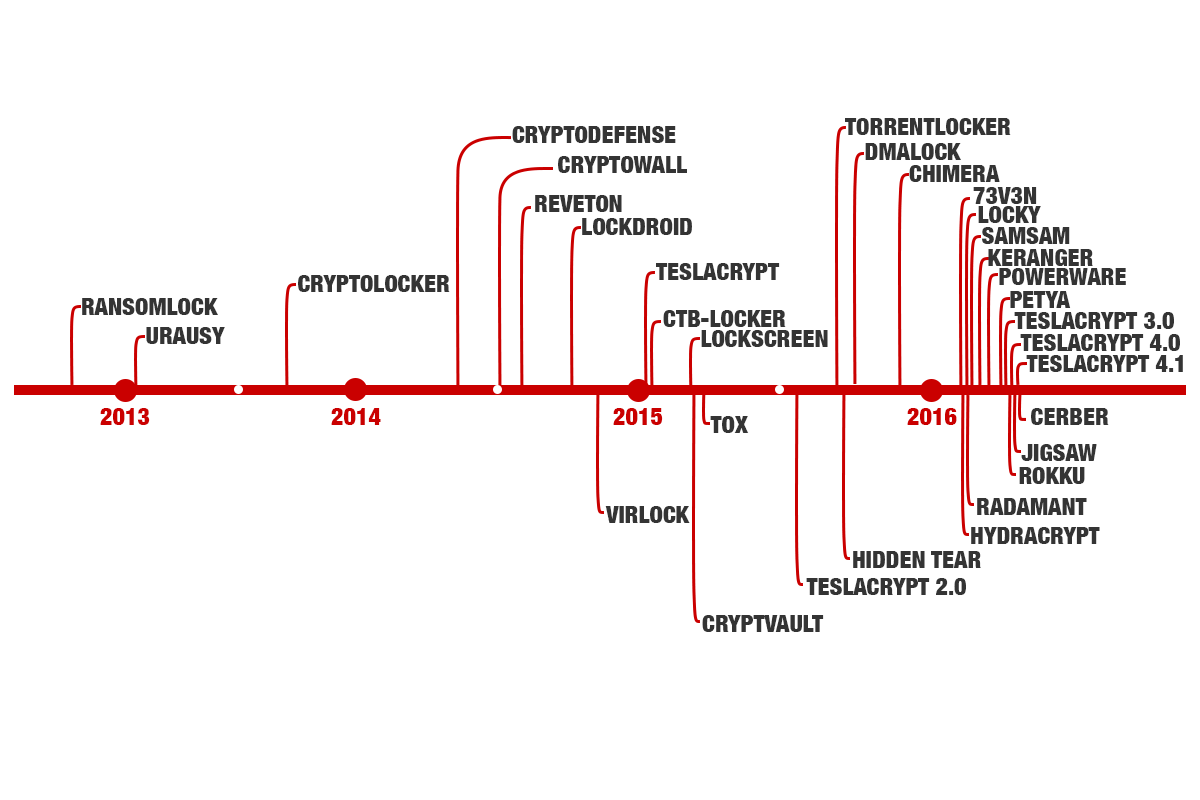 TORRENTLOCKER
CRYPTODEFENSE
DMALOCK
CRYPTOWALL
CHIMERA
73V3N
REVETON
LOCKY
LOCKDROID
SAMSAM
KERANGER
TESLACRYPT
POWERWARE
CRYPTOLOCKER
PETYA
RANSOMLOCK
CTB-LOCKER
TESLACRYPT 3.0
URAUSY
LOCKSCREEN
TESLACRYPT 4.0
TESLACRYPT 4.1
2013
2014
2015
2016
CERBER
TOX
JIGSAW
ROKKU
RADAMANT
VIRLOCK
HYDRACRYPT
HIDDEN TEAR
TESLACRYPT 2.0
CRYPTVAULT